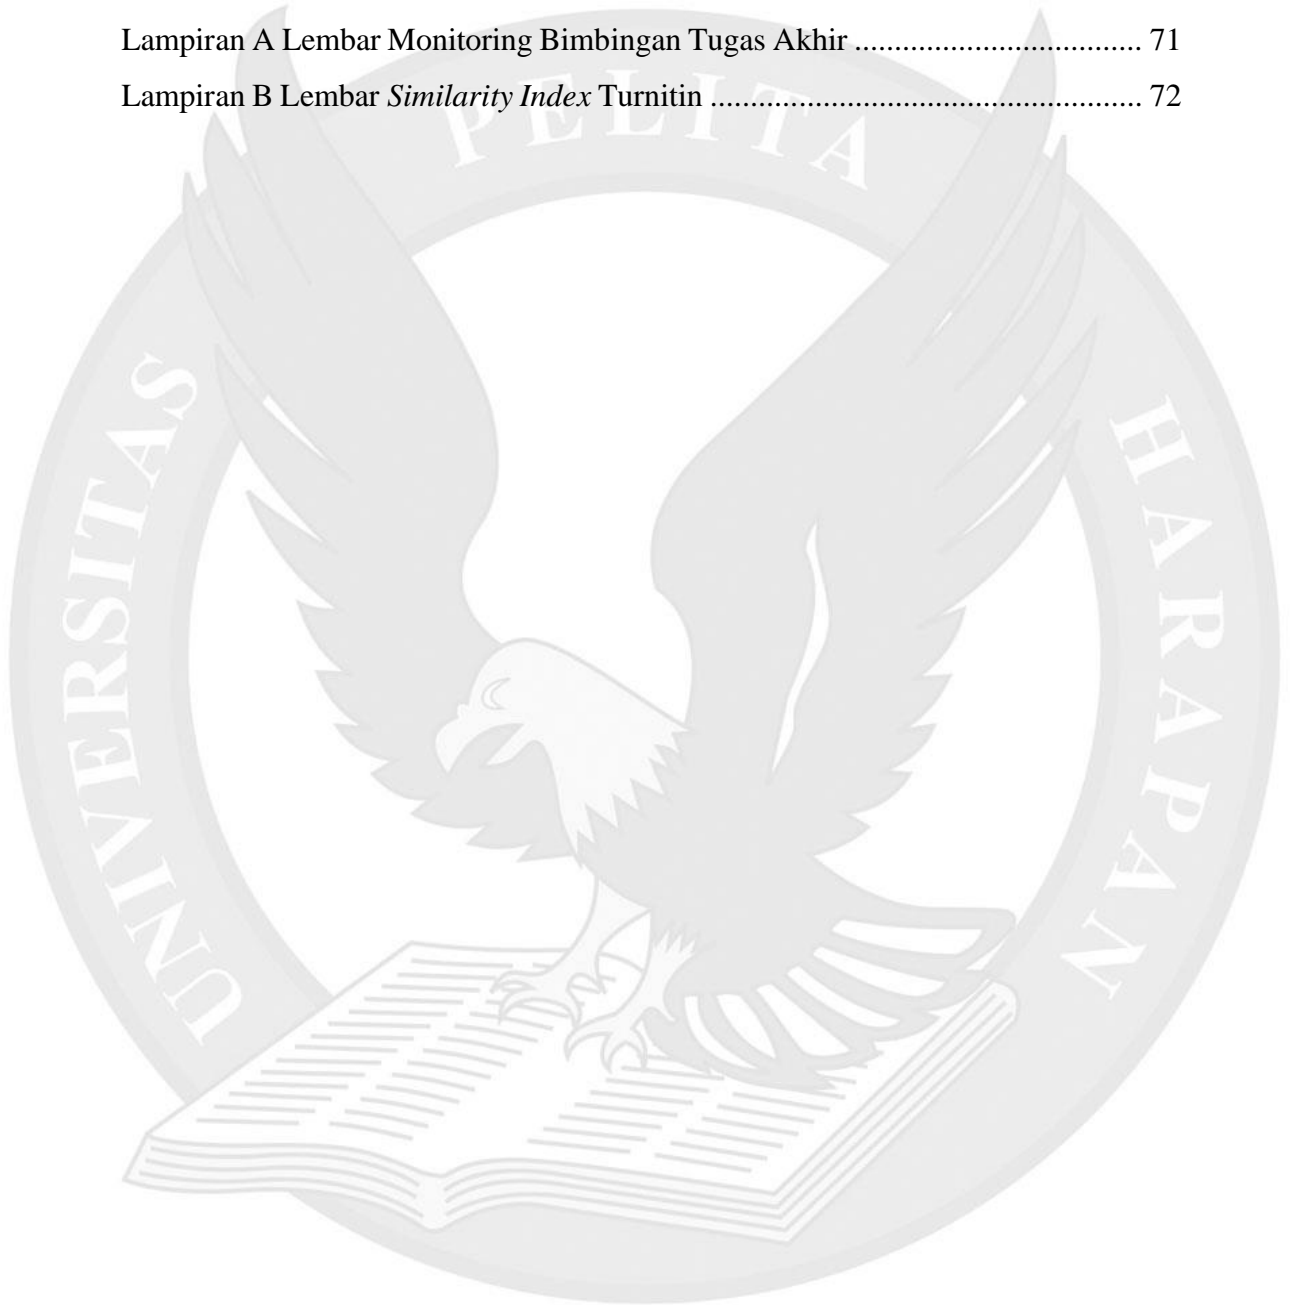 Lampiran A Lembar Monitoring Bimbingan Tugas Akhir .................................... 71
Lampiran B Lembar Similarity Index Turnitin ...................................................... 72
UNIVERSITAS PELITA HARAPAN